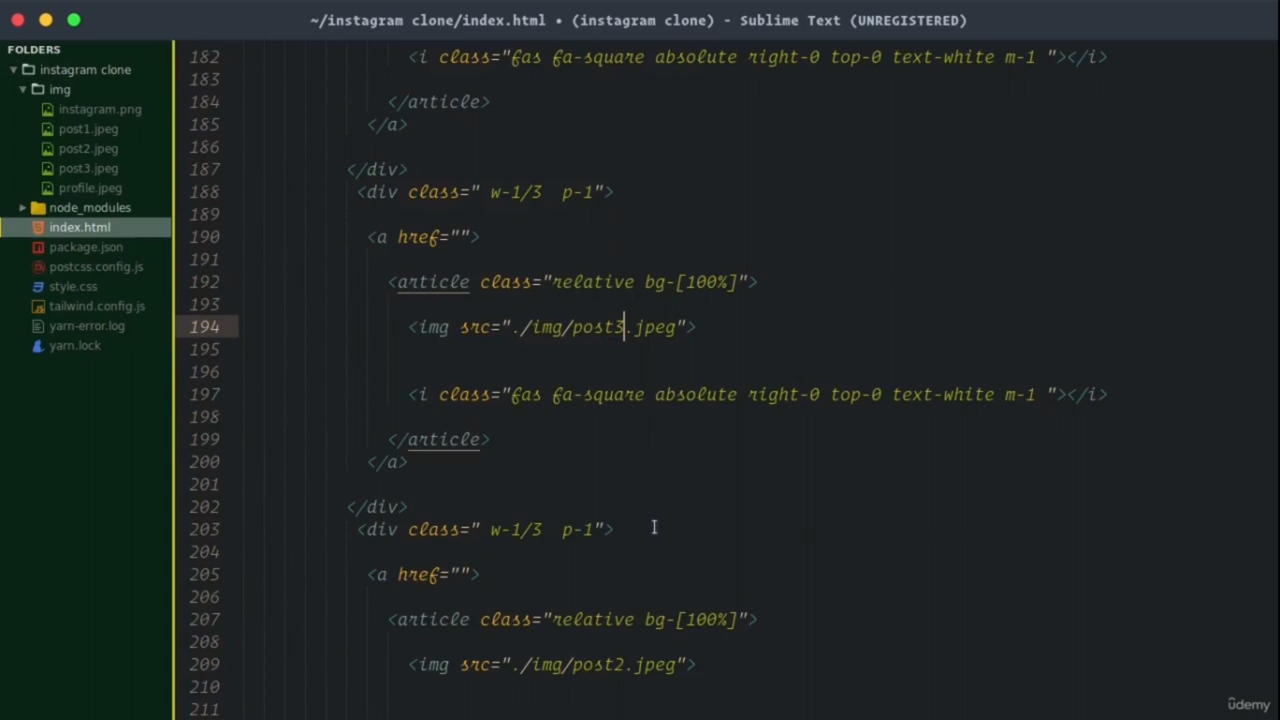 ~/instagram clone/index.html • (instagram clone) - Sublime Text (UNREGISTERED)
FOLDERS
instagram clone
img
instagram.png
post1.jpeg
post2.jpeg
post3.jpeg
profile.jpeg
node_modules
index.html
package.json
postcss.config.js
style.css
tailwind.config.js
yarn-error.log
yarn.lock
182 <i class="fas fa-square absolute right-0 top-0 text-white m-1 "></i>
183
184 </article>
185 </a>
186
187 </div>
188 <div class=" w-1/3  p-1">
189
190 <a href="">
191
192 <article class="relative bg-[100%]">
193
194 <img src="./img/post3.jpeg">
195
196
197 <i class="fas fa-square absolute right-0 top-0 text-white m-1 "></i>
198
199 </article>
200 </a>
201
202 </div>
203 <div class=" w-1/3  p-1">
204
205 <a href="">
206
207 <article class="relative bg-[100%]">
208
209 <img src="./img/post2.jpeg">
210
211
ûdemy